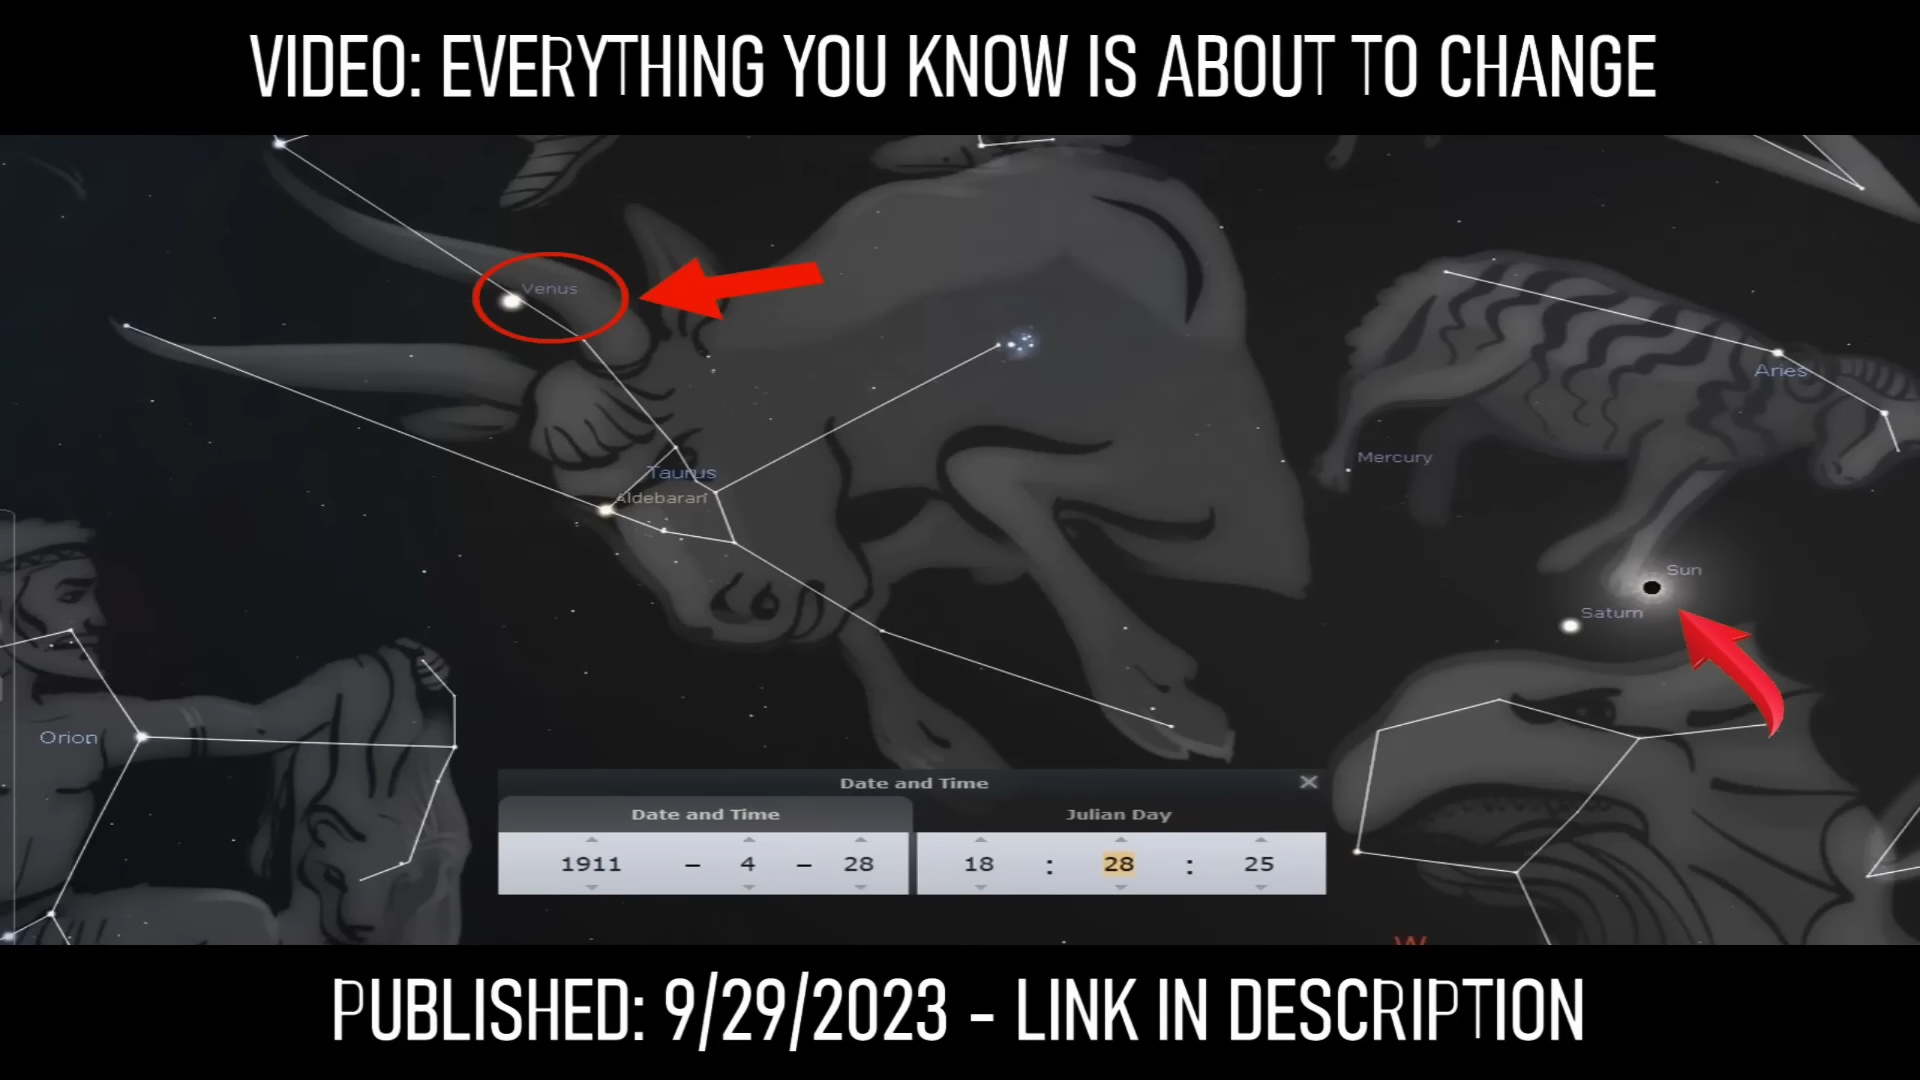 VIDEO: EVERYTHING YOU KNOW IS ABOUT TO CHANGE
Venus
Aries
Mercury
Taurus
Aldebaran
Sun
Saturn
Orion
Date and Time
Date and Time Julian Day
1911 - 4 - 28 18 : 28 : 25
W
PUBLISHED: 9/29/2023 - LINK IN DESCRIPTION